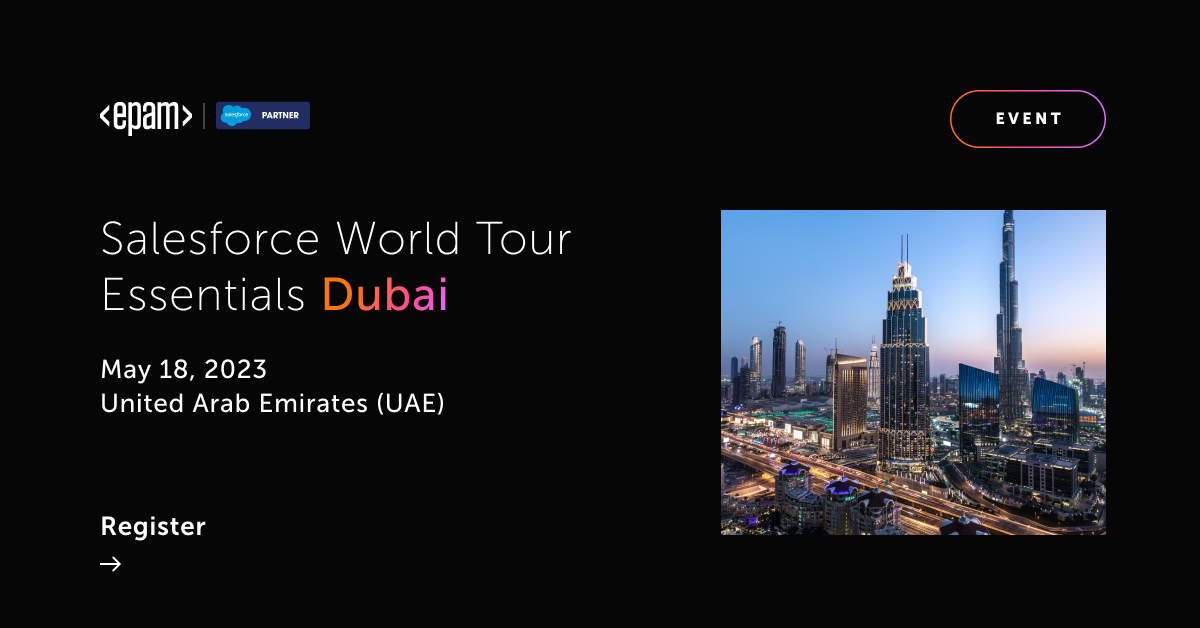 <epam>
salesforce
PARTNER
EVENT
Salesforce World Tour
Essentials Dubai
May 18, 2023
United Arab Emirates (UAE)
Register